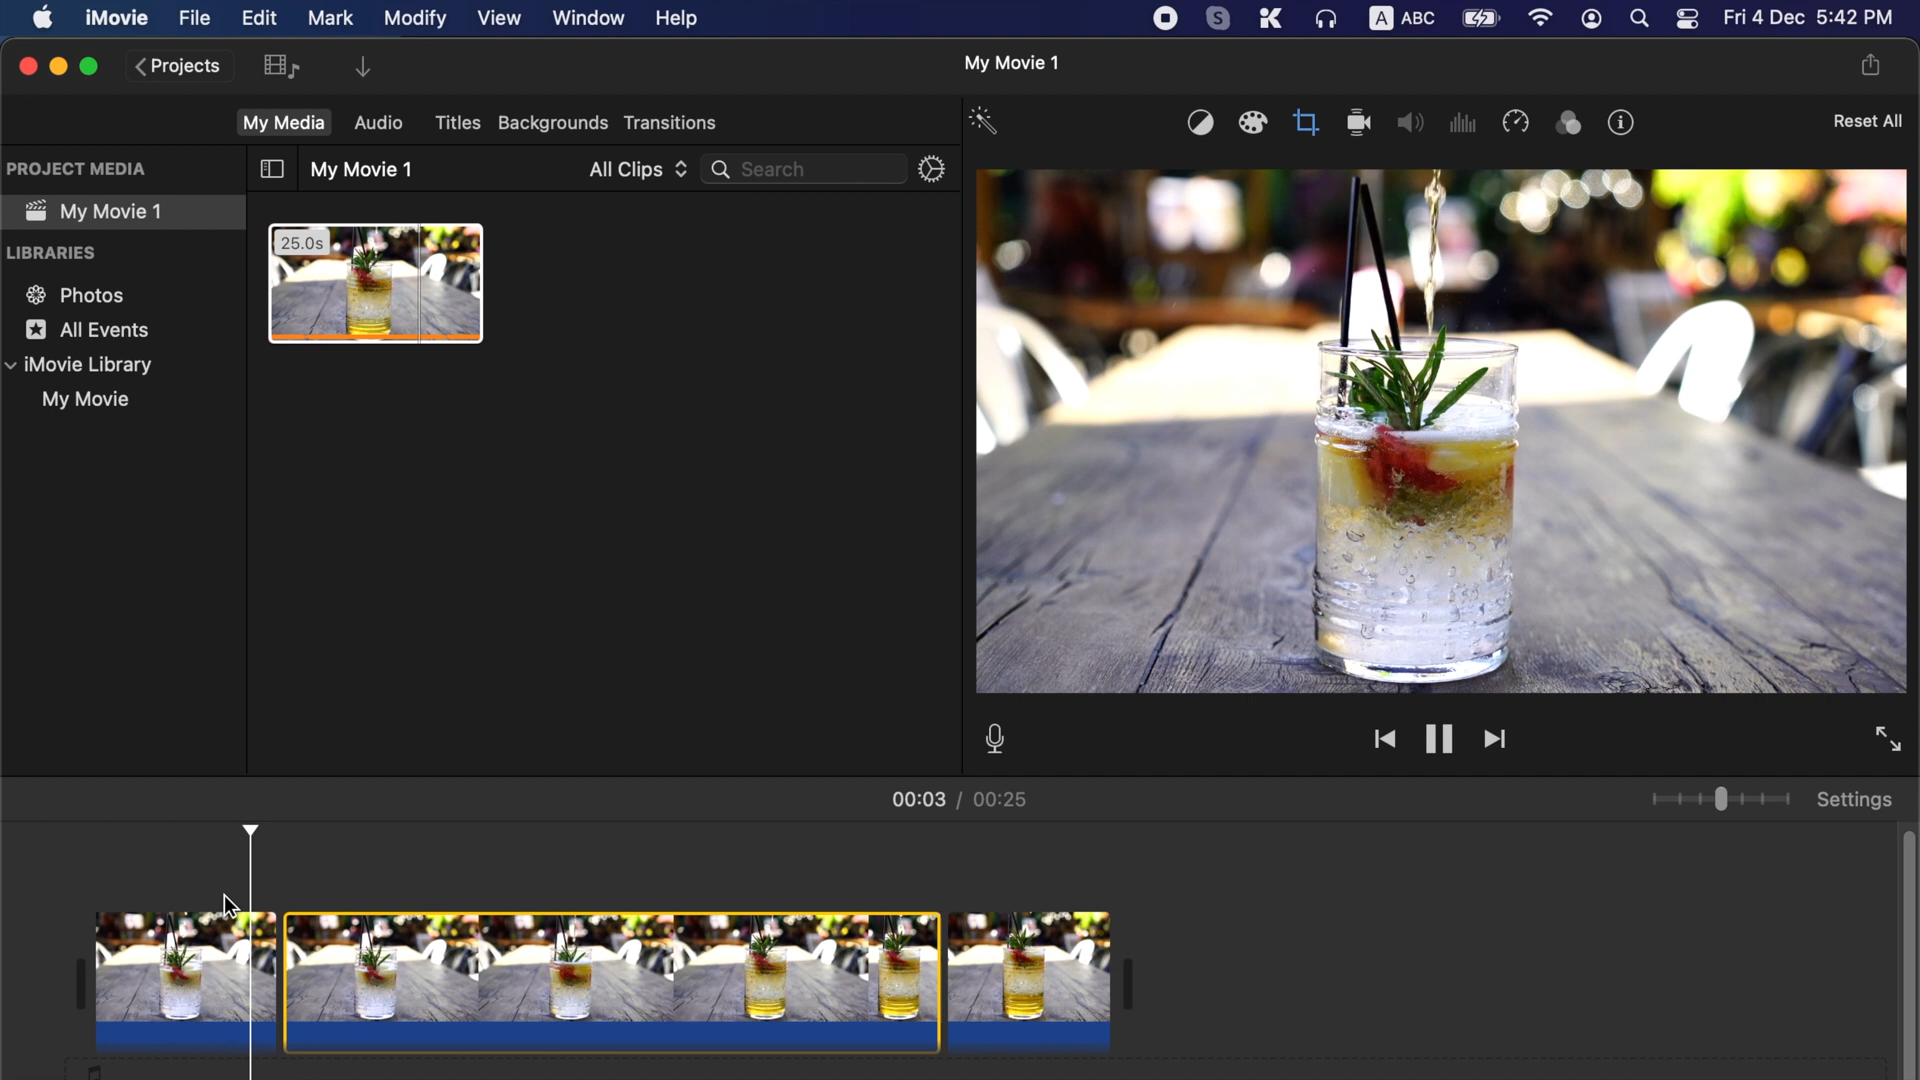 iMovie File Edit Mark Modify View Window Help A ABC Fri 4 Dec 5:42 PM
Projects My Movie 1
My Media Audio Titles Backgrounds Transitions Reset All
PROJECT MEDIA My Movie 1 All Clips Search
My Movie 1
25.0s
LIBRARIES
Photos
All Events
iMovie Library
My Movie
00:03 / 00:25 Settings